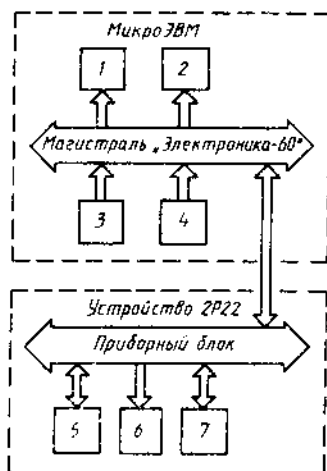 МикроЭВМ
1 2
Магистраль „Электроника-60"
3 4
Устройство 2Р22
Приборный блок
5 6 7